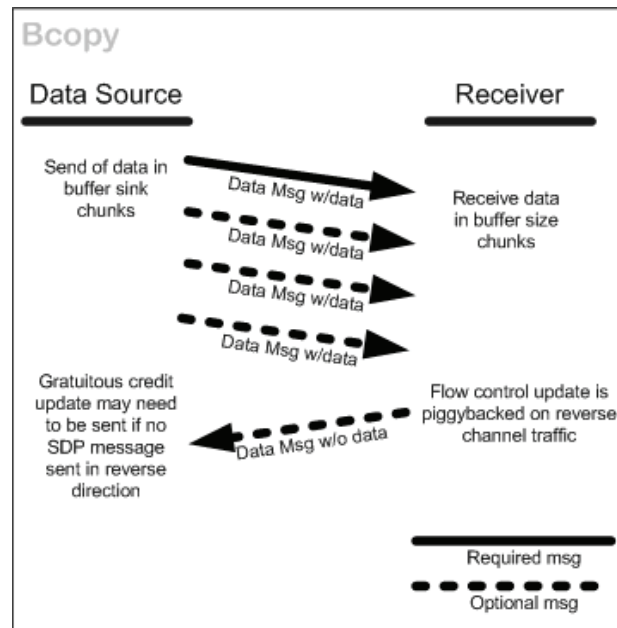 Bcopy
Data Source
Receiver
Send of data in
buffer sink
chunks
Data Msg w/data
Data Msg w/data
Data Msg w/data
Data Msg w/data
Receive data
in buffer size
chunks
Gratuitous credit
update may need
to be sent if no
SDP message
sent in reverse
direction
Data Msg w/o data
Flow control update is
piggybacked on reverse
channel traffic
Required msg
Optional msg